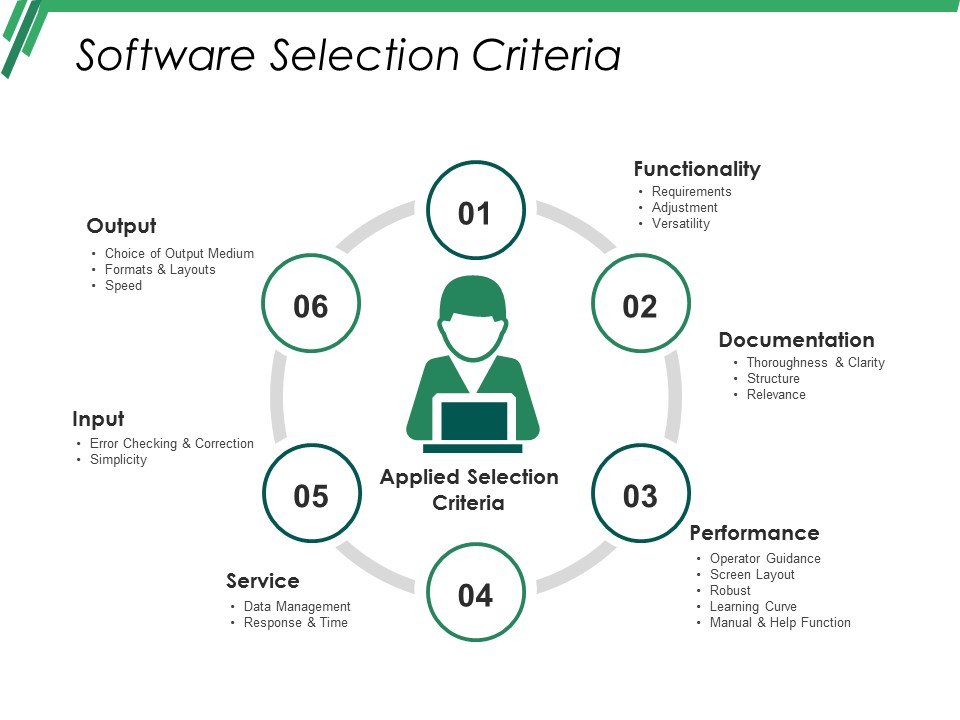 Software Selection Criteria
01
Functionality
• Requirements
• Adjustment
• Versatility
02
Documentation
• Thoroughness & Clarity
• Structure
• Relevance
03
Performance
• Operator Guidance
• Screen Layout
• Robust
• Learning Curve
• Manual & Help Function
04
Service
• Data Management
• Response & Time
05
Input
• Error Checking & Correction
• Simplicity
06
Output
• Choice of Output Medium
• Formats & Layouts
• Speed
Applied Selection
Criteria